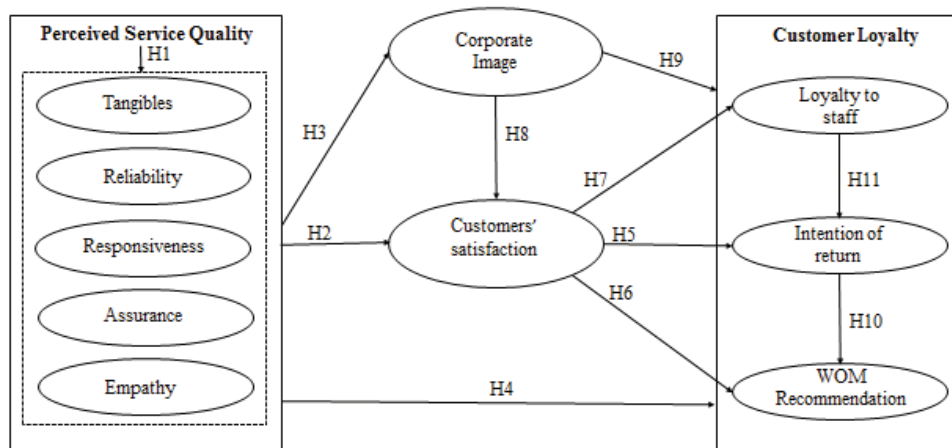 Perceived Service Quality
H1
Tangibles
Reliability
Responsiveness
Assurance
Empathy
H3
H2
H4
Corporate
Image
H8
Customers'
satisfaction
H9
H7
H5
H6
Customer Loyalty
Loyalty to
staff
H11
Intention of
return
H10
WOM
Recommendation